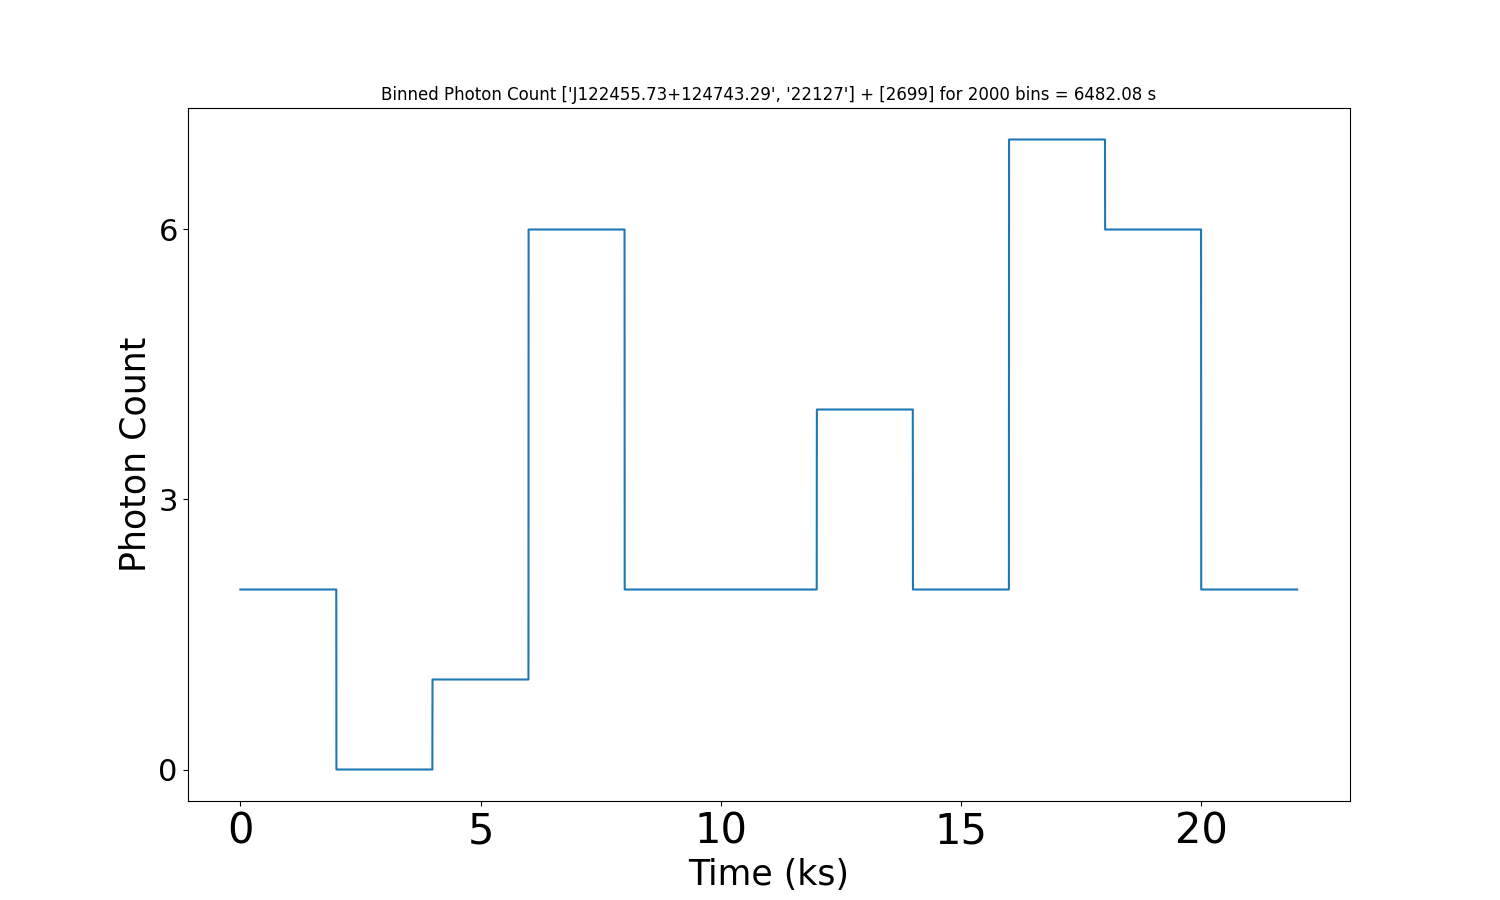 Binned Photon Count ['J122455.73+124743.29', '22127'] + [2699] for 2000 bins = 6482.08 s
Photon Count
6
3
0
0 5 10 15 20
Time (ks)